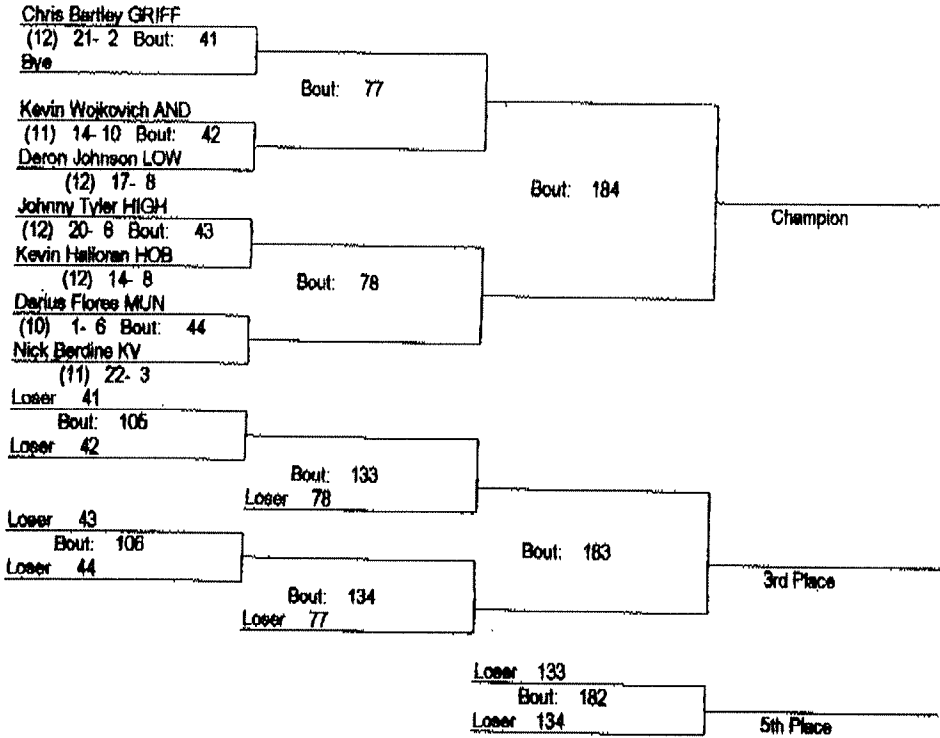 Chris Bartley GRIFF
(12) 21- 2 Bout: 41
Bye
Bout: 77
Kevin Wojkovich AND
(11) 14- 10 Bout: 42
Deron Johnson LOW
(12) 17- 8
Bout: 184
Champion
Johnny Tyler HIGH
(12) 20- 6 Bout: 43
Kevin Halloran HOB
(12) 14- 8
Bout: 78
Darius Flores MUN
(10) 1- 6 Bout: 44
Nick Berdine KV
(11) 22- 3
Loser 41
Bout: 105
Loser 42
Bout: 133
Loser 78
Loser 43
Bout: 106
Loser 44
Bout: 183
3rd Place
Bout: 134
Loser 77
Loser 133
Bout: 182
Loser 134
5th Place